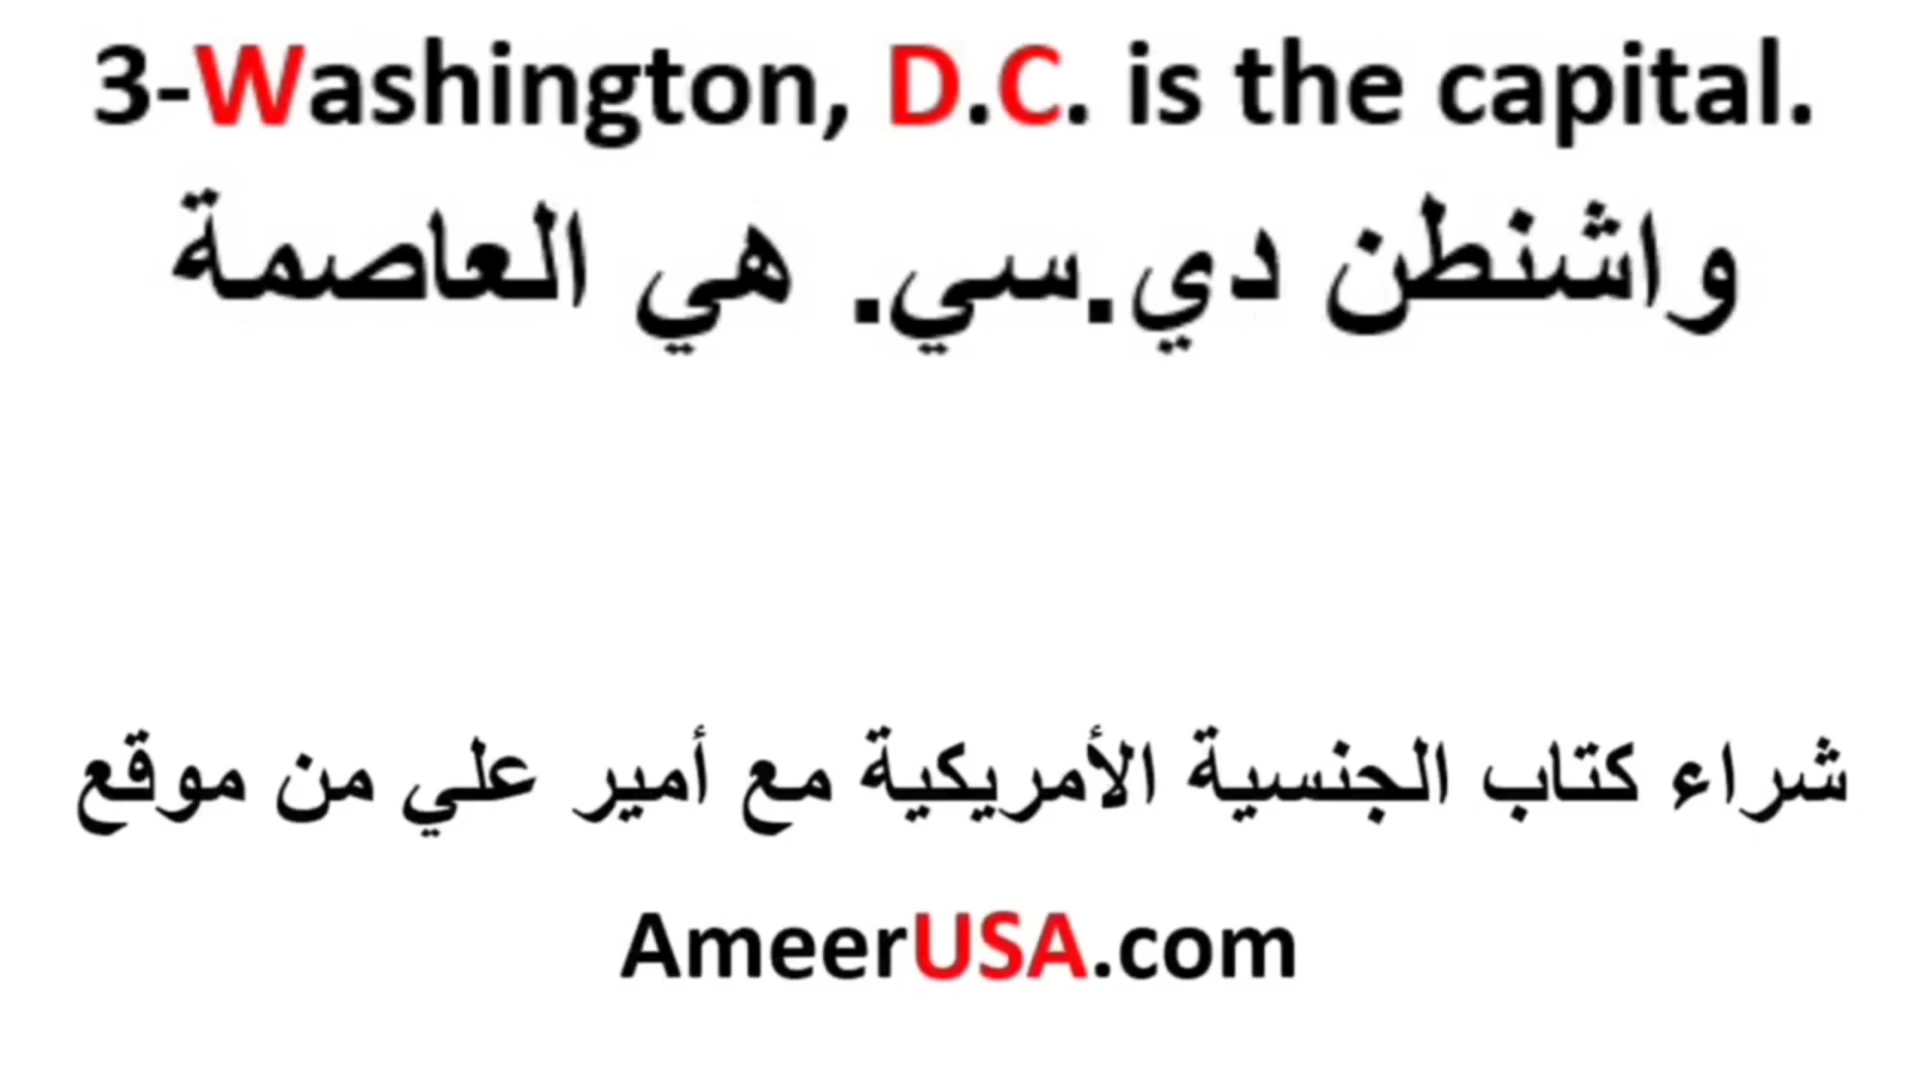 3-Washington, D.C. is the capital.
واشنطن دي.سي. هي العاصمة
شراء كتاب الجنسية الأمريكية مع أمير علي من موقع
AmeerUSA.com